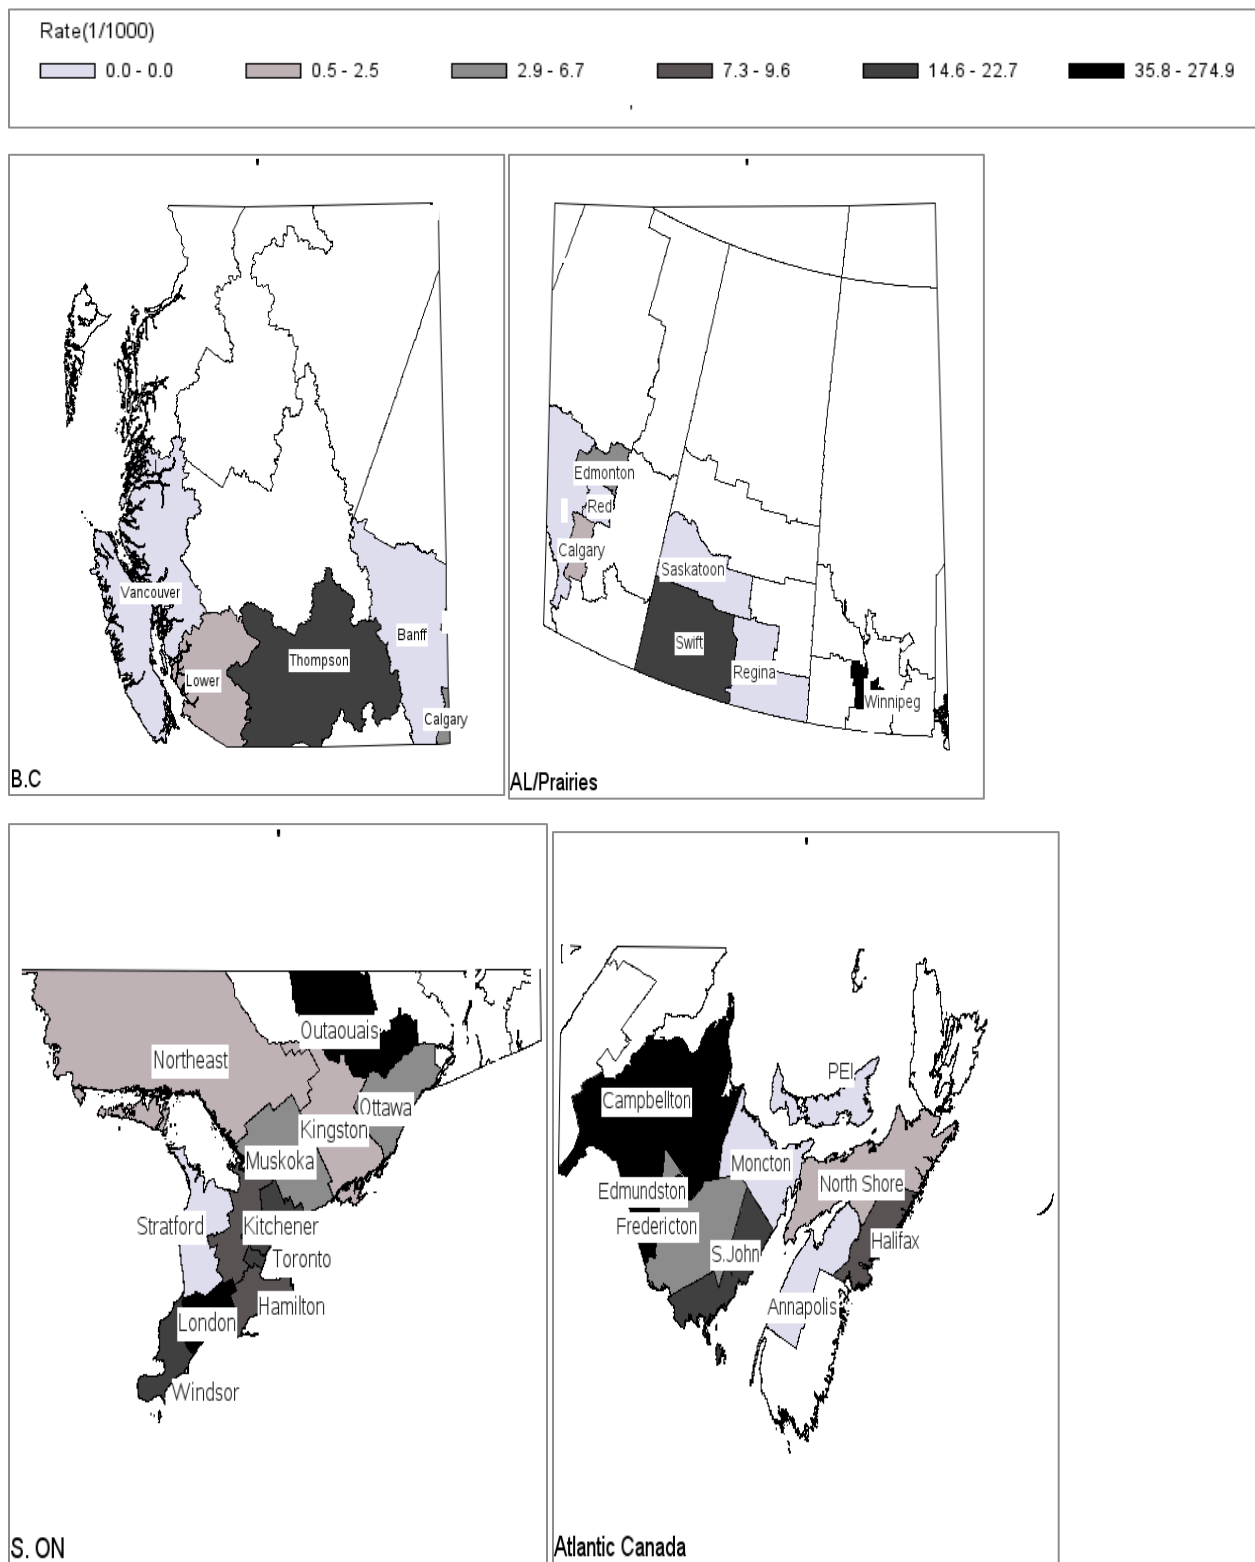 Rate(1/1000)
0.0 - 0.0 0.5 - 2.5 2.9 - 6.7 7.3 - 9.6 14.6 - 22.7 35.8 - 274.9
Vancouver
Banff
Thompson
Lower
Calgary
B.C
Edmonton
Red
Calgary
Saskatoon
Swift
Regina
Winnipeg
AL/Prairies
Outaouais
Northeast
Ottawa
Kingston
Muskoka
Stratford
Kitchener
Toronto
Hamilton
London
Windsor
S. ON
PEI
Campbellton
Moncton
North Shore
Edmundston
Fredericton
Halifax
S.John
Annapolis
Atlantic Canada